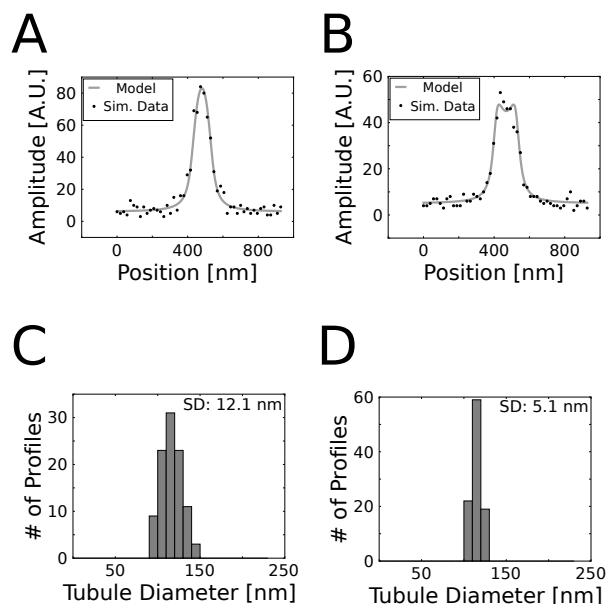 A
B
Amplitude [A.U.]
80
60
40
20
0
Model
Sim. Data
0
400
800
Position [nm]
Amplitude [A.U.]
60
40
20
0
Model
Sim. Data
0
400
800
Position [nm]
C
D
# of Profiles
30
20
10
0
SD: 12.1 nm
50
150
250
Tubule Diameter [nm]
# of Profiles
60
40
20
0
SD: 5.1 nm
50
150
250
Tubule Diameter [nm]